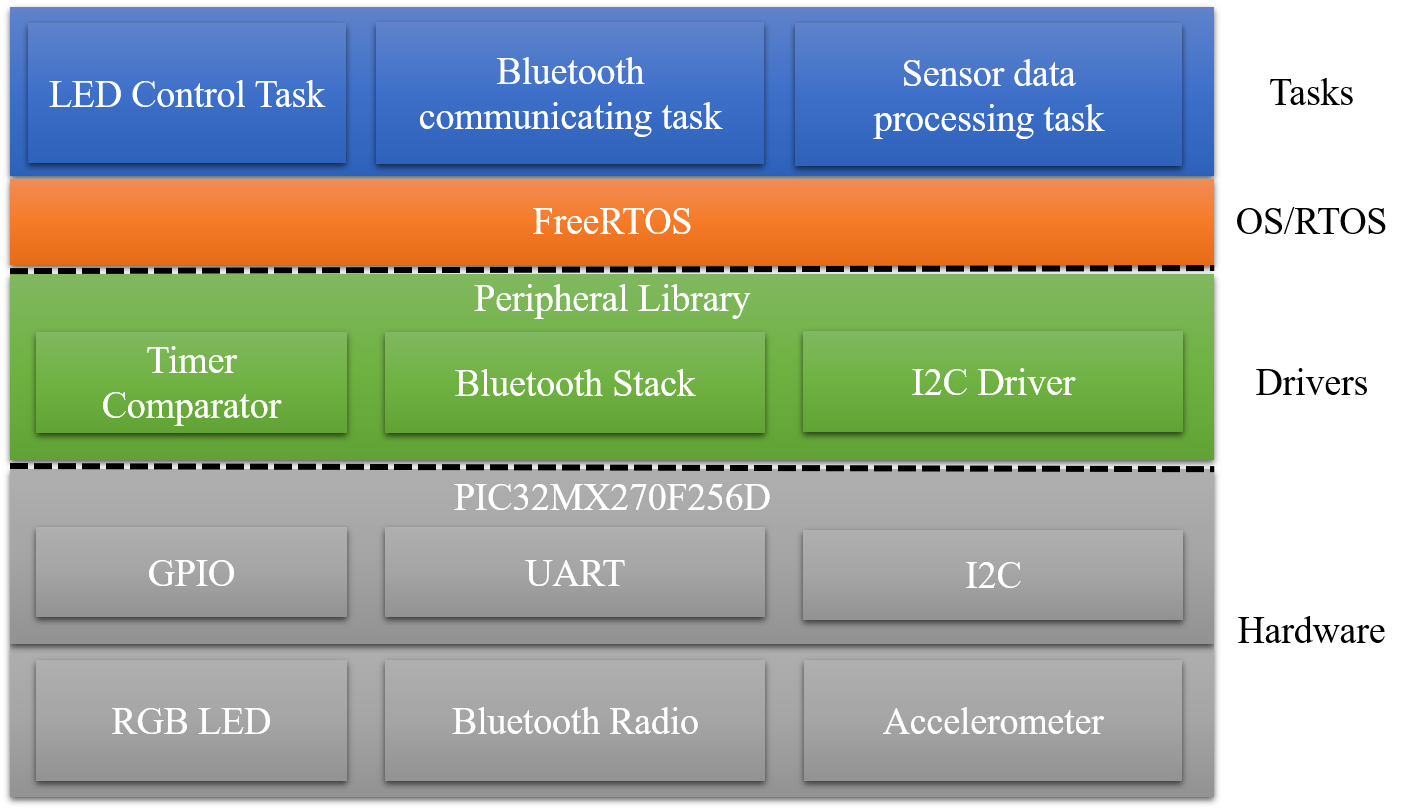 LED Control Task
Bluetooth
communicating task
Sensor data
processing task
Tasks
FreeRTOS
OS/RTOS
Peripheral Library
Timer
Comparator
Bluetooth Stack
I2C Driver
Drivers
PIC32MX270F256D
GPIO
UART
I2C
Hardware
RGB LED
Bluetooth Radio
Accelerometer